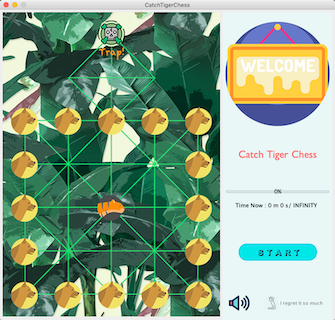 CatchTigerChess
Trap!
WELCOME
Catch Tiger Chess
0%
Time Now : 0 m 0 s/ INFINITY
START
I regret it so much